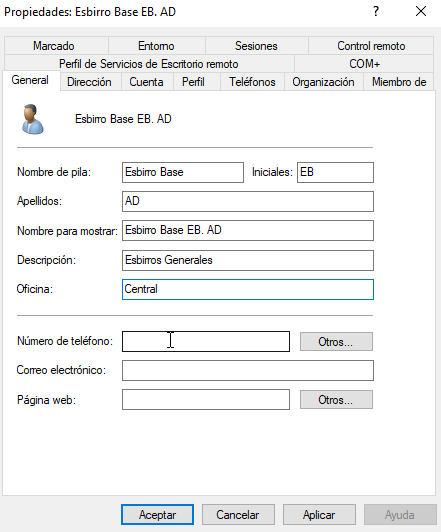 Propiedades: Esbirro Base EB. AD ? ×
Marcado Entorno Sesiones Control remoto
Perfil de Servicios de Escritorio remoto COM+
General Dirección Cuenta Perfil Teléfonos Organización Miembro de
Esbirro Base EB. AD
Nombre de pila: Esbirro Base Iniciales: EB
Apellidos: AD
Nombre para mostrar: Esbirro Base EB. AD
Descripción: Esbirros Generales
Oficina: Central
Número de teléfono: Otros...
Correo electrónico:
Página web: Otros...
Aceptar Cancelar Aplicar Ayuda